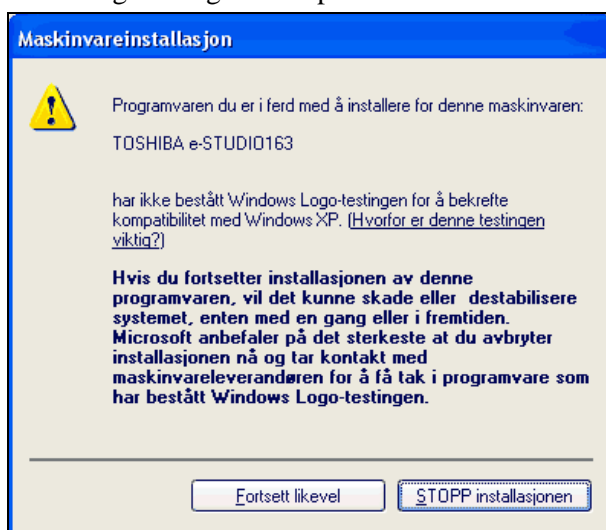 Maskinvareinstallasjon
Programvaren du er i ferd med å installere for denne maskinvaren:
TOSHIBA e-STUDIO163
har ikke bestått Windows Logo-testingen for å bekrefte
kompatibilitet med Windows XP. (Hvorfor er denne testingen
viktig?)
Hvis du fortsetter installasjonen av denne
programvaren, vil det kunne skade eller destabilisere
systemet, enten med en gang eller i fremtiden.
Microsoft anbefaler på det sterkeste at du avbryter
installasjonen nå og tar kontakt med
maskinvareleverandøren for å få tak i programvare som
har bestått Windows Logo-testingen.
Fortsett likevel
STOPP installasjonen